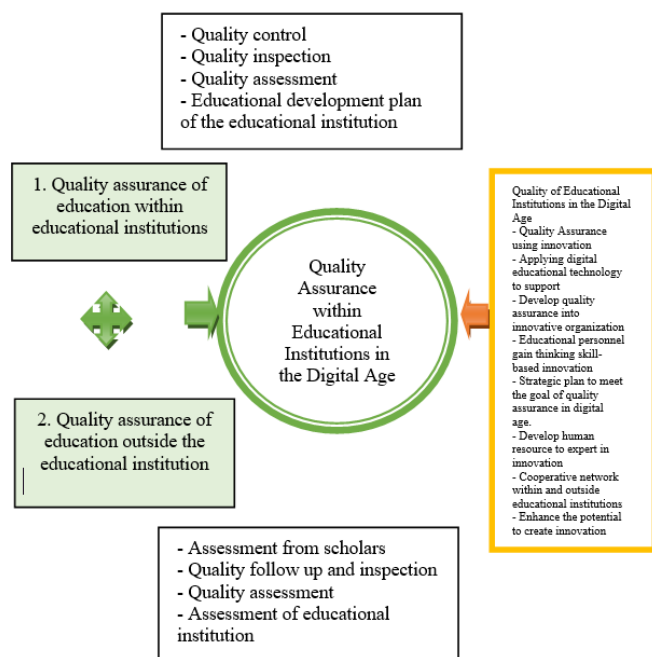 - Quality control
- Quality inspection
- Quality assessment
- Educational development plan
of the educational institution
1. Quality assurance of
education within
educational institutions
Quality
Assurance
within
Educational
Institutions in
the Digital Age
Quality of Educational
Institutions in the Digital
Age
- Quality Assurance
using innovation
- Applying digital
educational technology
to support
- Develop quality
assurance into
innovative organization
- Educational personnel
gain thinking skill-
based innovation
- Strategic plan to meet
the goal of quality
assurance in digital
age.
- Develop human
resource to expert in
innovation
- Cooperative network
within and outside
educational institutions
- Enhance the potential
to create innovation
2. Quality assurance of
education outside the
educational institution
- Assessment from scholars
- Quality follow up and inspection
- Quality assessment
- Assessment of educational
institution